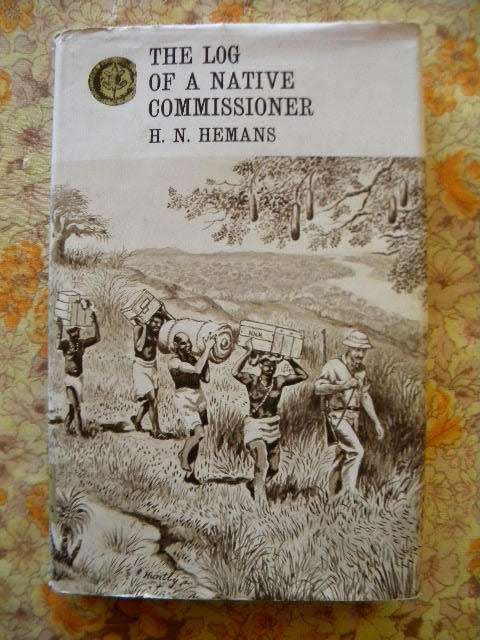 THE LOG
OF A NATIVE
COMMISSIONER
H. N. HEMANS